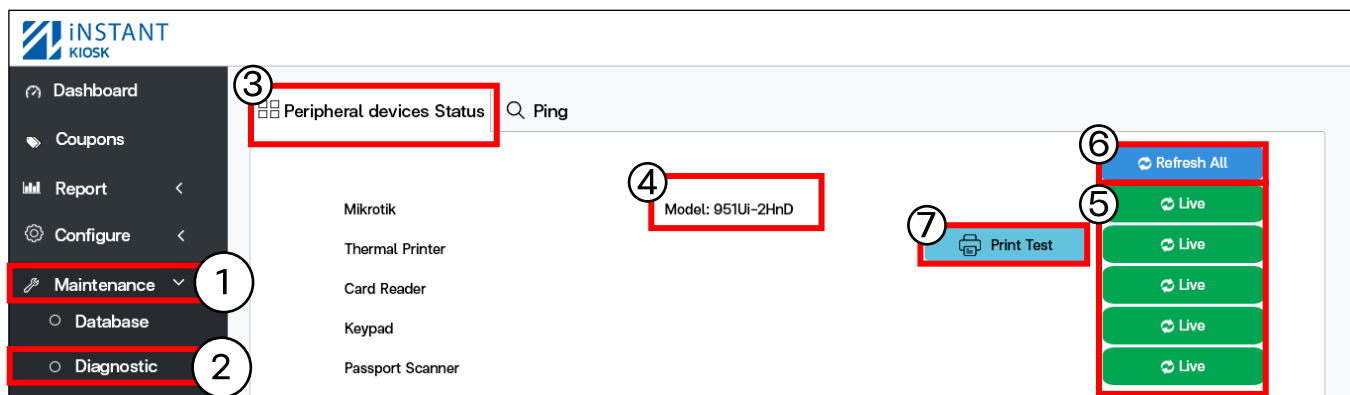 iNSTANT
KIOSK
Dashboard
Coupons
Report
Configure
Maintenance 1
Database
Diagnostic 2
3
Peripheral devices Status Ping
6 Refresh All
Mikrotik 4 Model: 951Ui-2HnD 5 Live
Thermal Printer 7 Print Test Live
Card Reader Live
Keypad Live
Passport Scanner Live